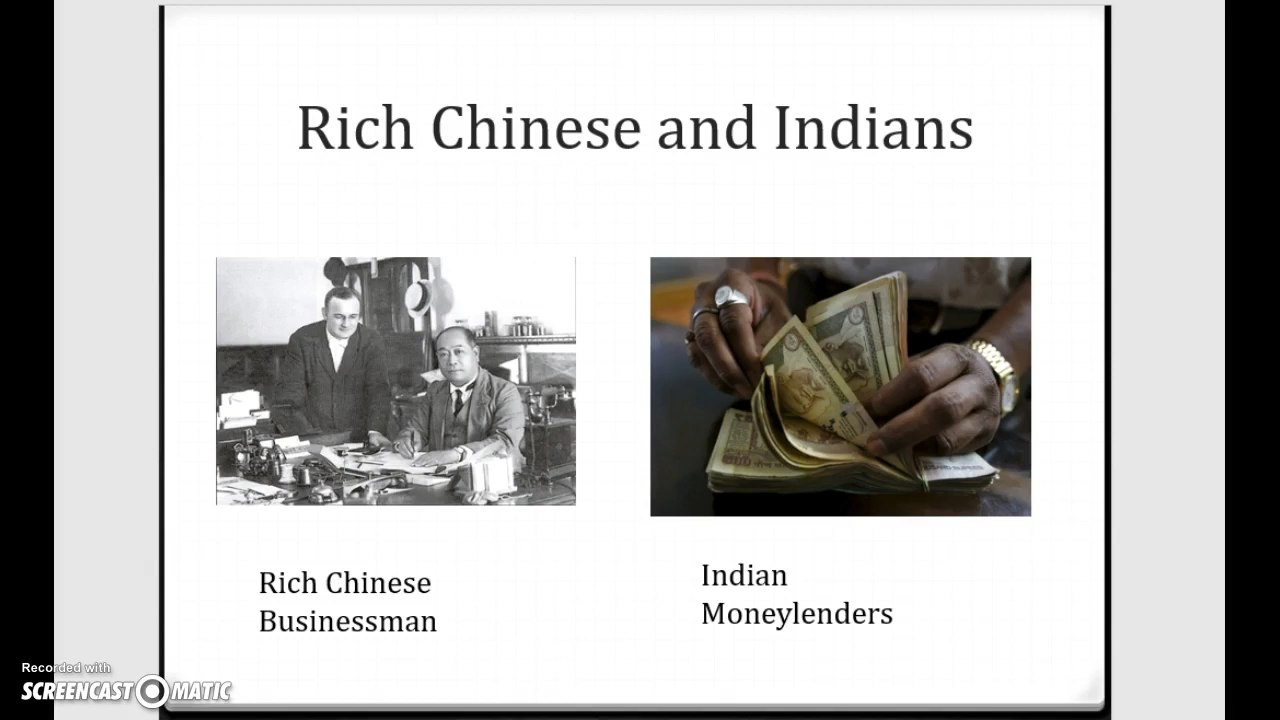 Rich Chinese and Indians
Rich Chinese
Businessman
Indian
Moneylenders
Recorded with
SCREENCAST MATIC